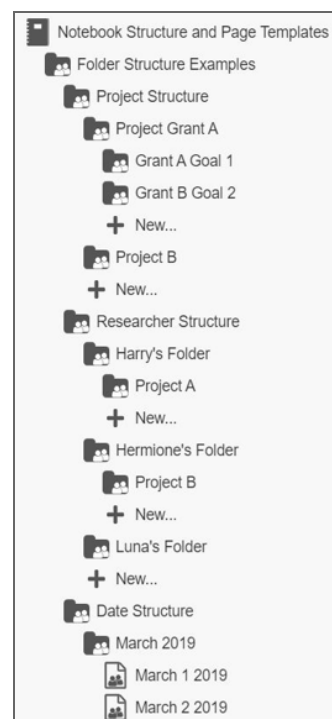 Notebook Structure and Page Templates
Folder Structure Examples
Project Structure
Project Grant A
Grant A Goal 1
Grant B Goal 2
New...
Project B
New...
Researcher Structure
Harry's Folder
Project A
New...
Hermione's Folder
Project B
New...
Luna's Folder
New...
Date Structure
March 2019
March 1 2019
March 2 2019